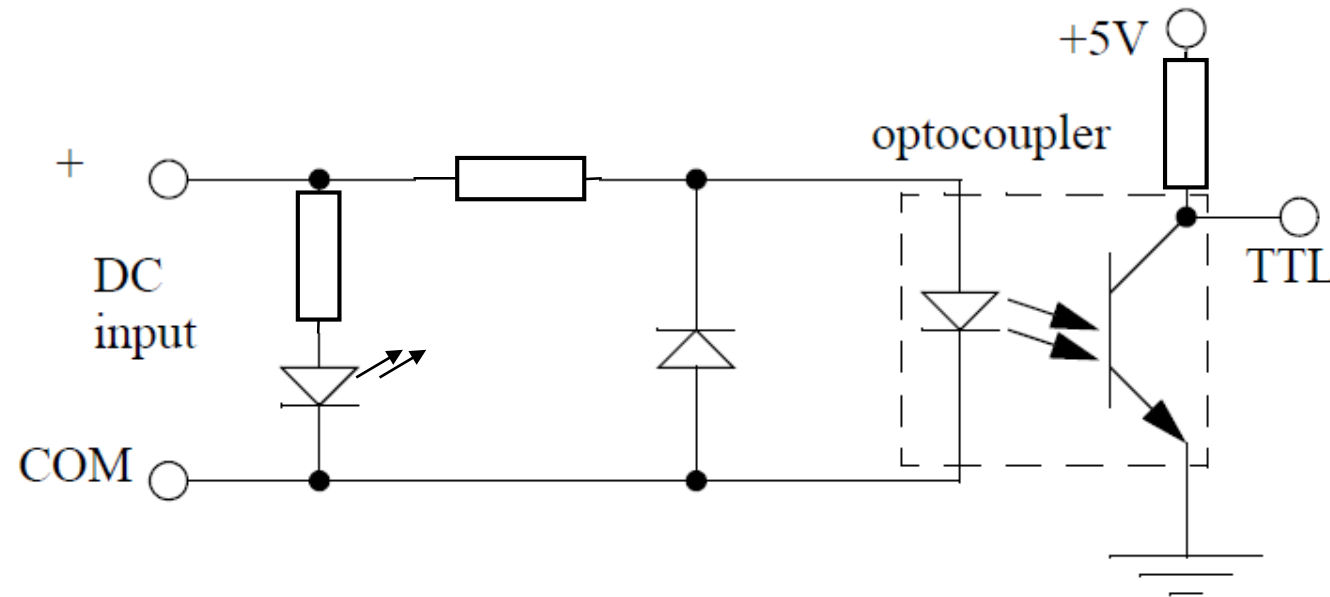 +5V
optocoupler
+
DC
input
TTL
COM